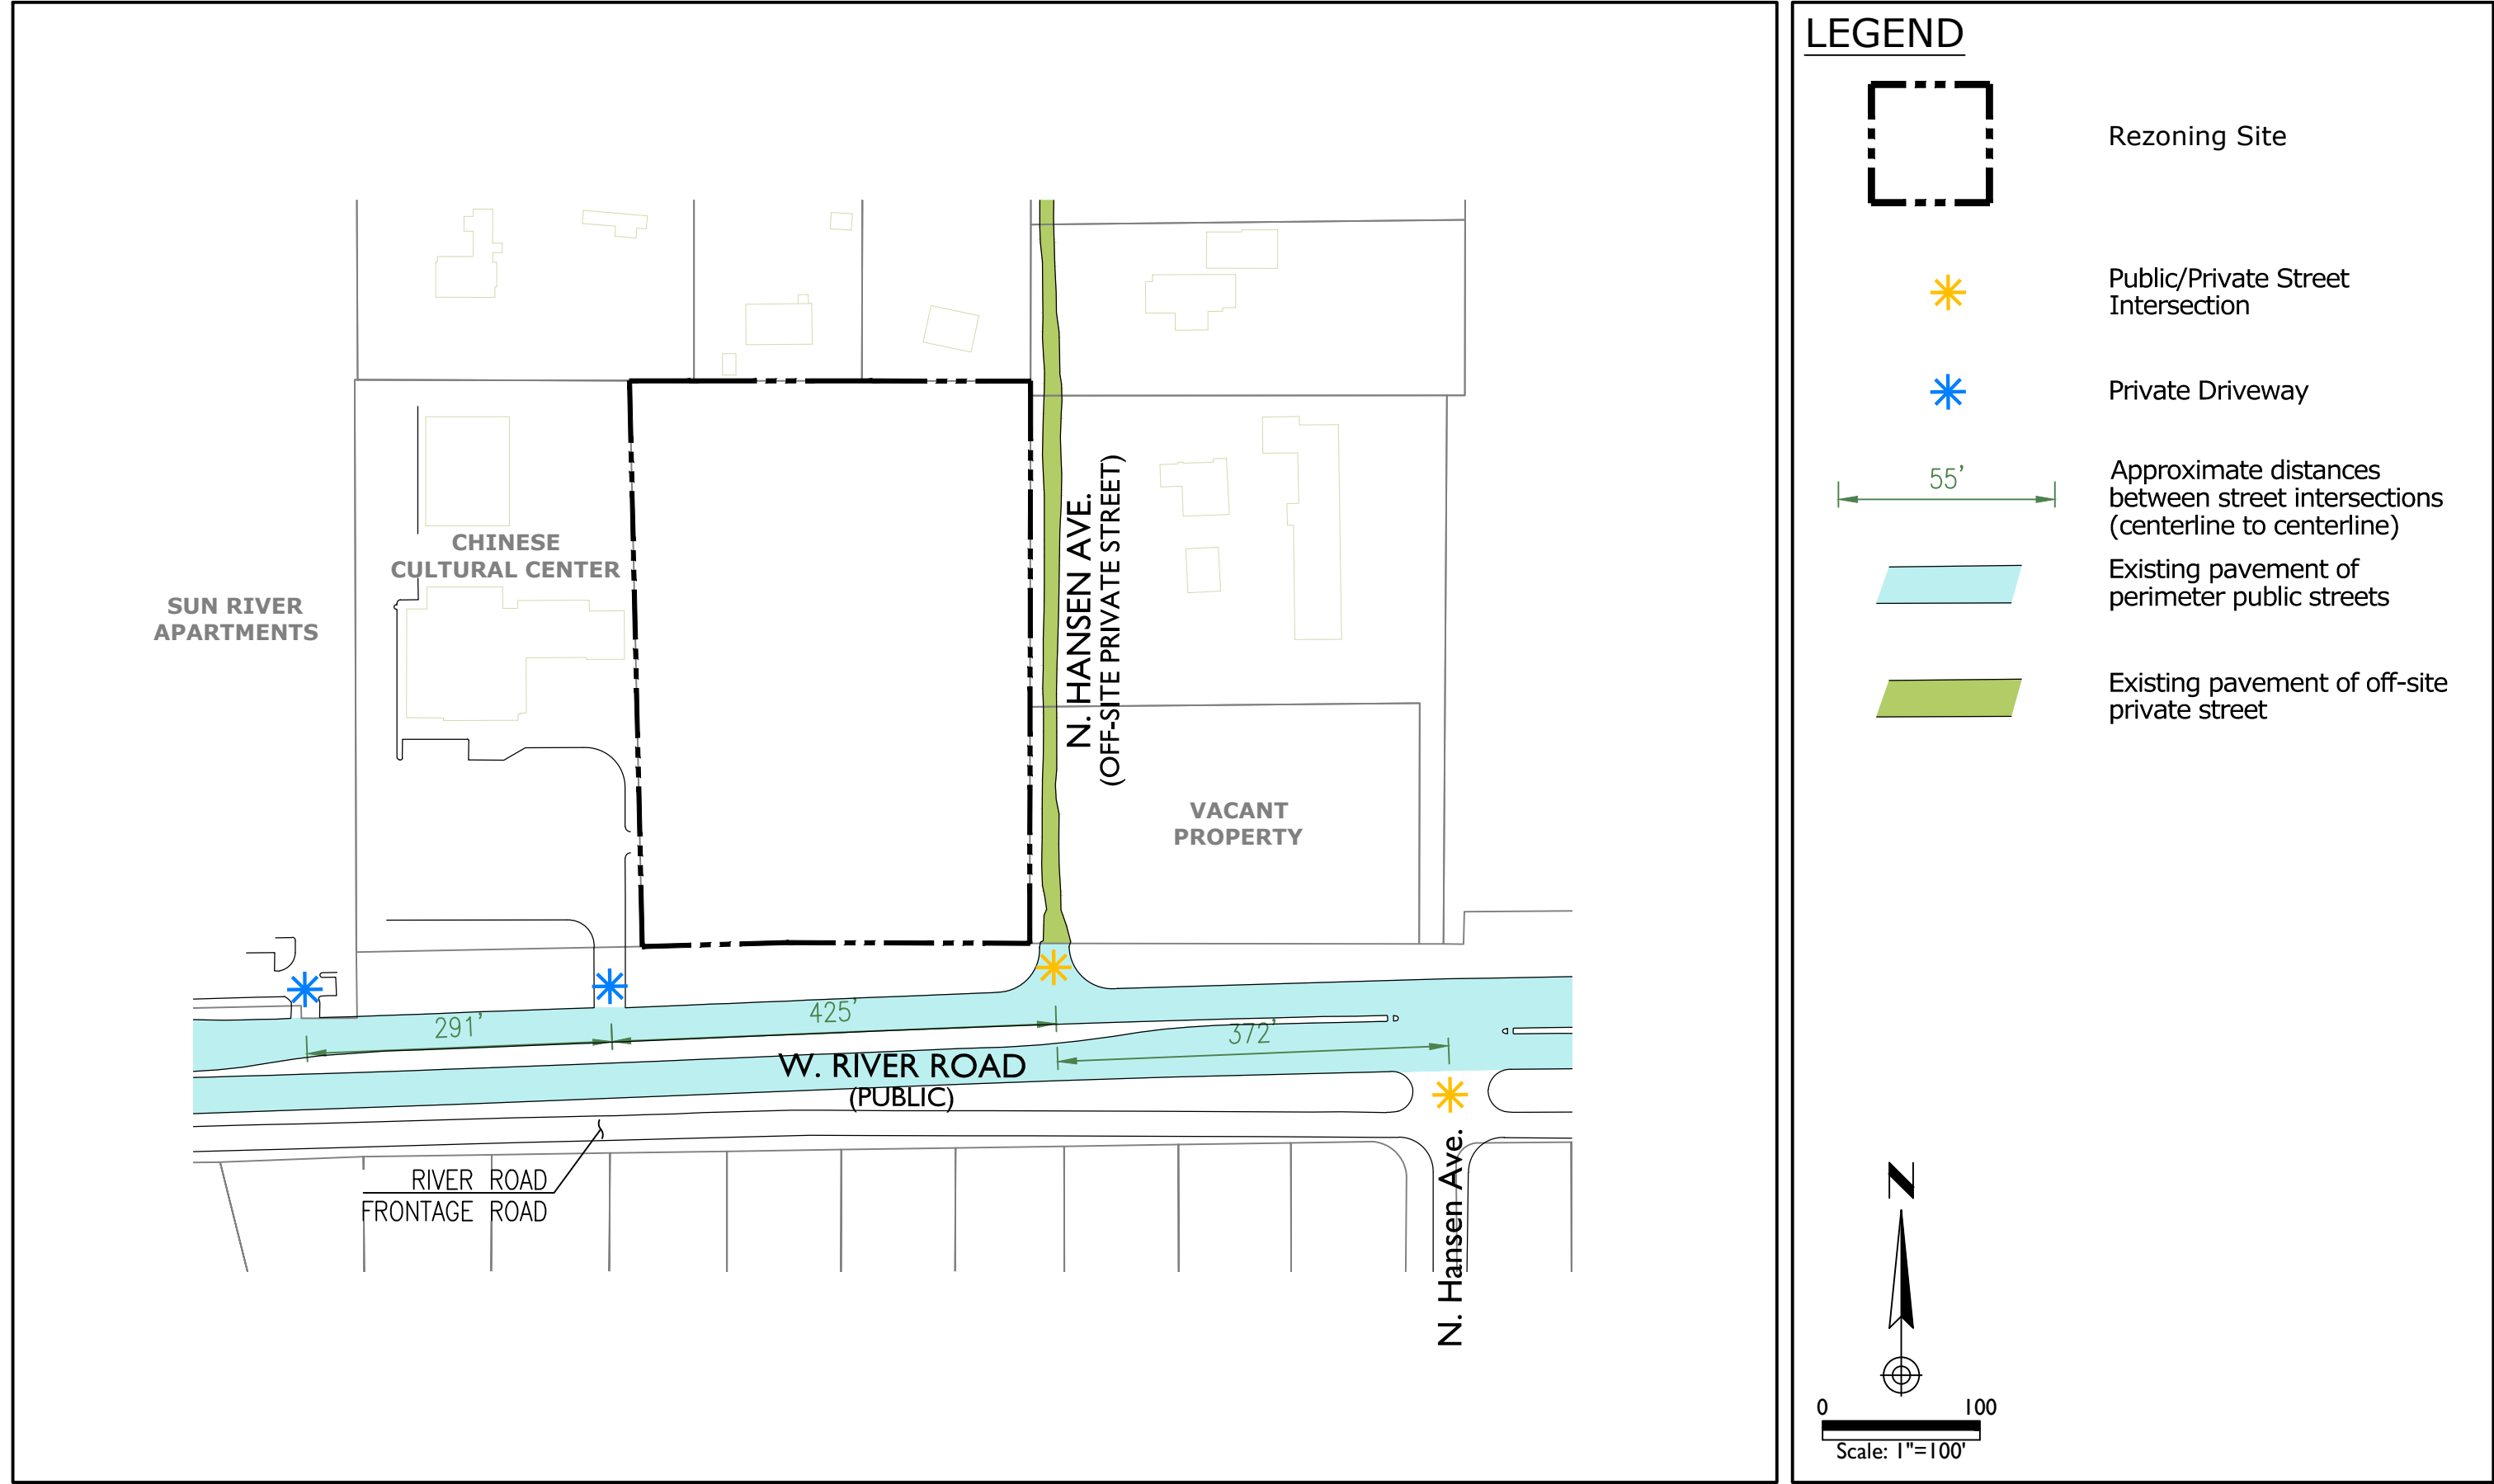 CHINESE
CULTURAL CENTER
SUN RIVER
APARTMENTS
N. HANSEN AVE.
(OFF-SITE PRIVATE STREET)
VACANT
PROPERTY
291'
425'
372'
W. RIVER ROAD
(PUBLIC)
RIVER ROAD
FRONTAGE ROAD
N. Hansen Ave.
LEGEND
Rezoning Site
Public/Private Street
Intersection
Private Driveway
55'
Approximate distances
between street intersections
(centerline to centerline)
Existing pavement of
perimeter public streets
Existing pavement of off-site
private street
N
0 100
Scale: 1"=100'